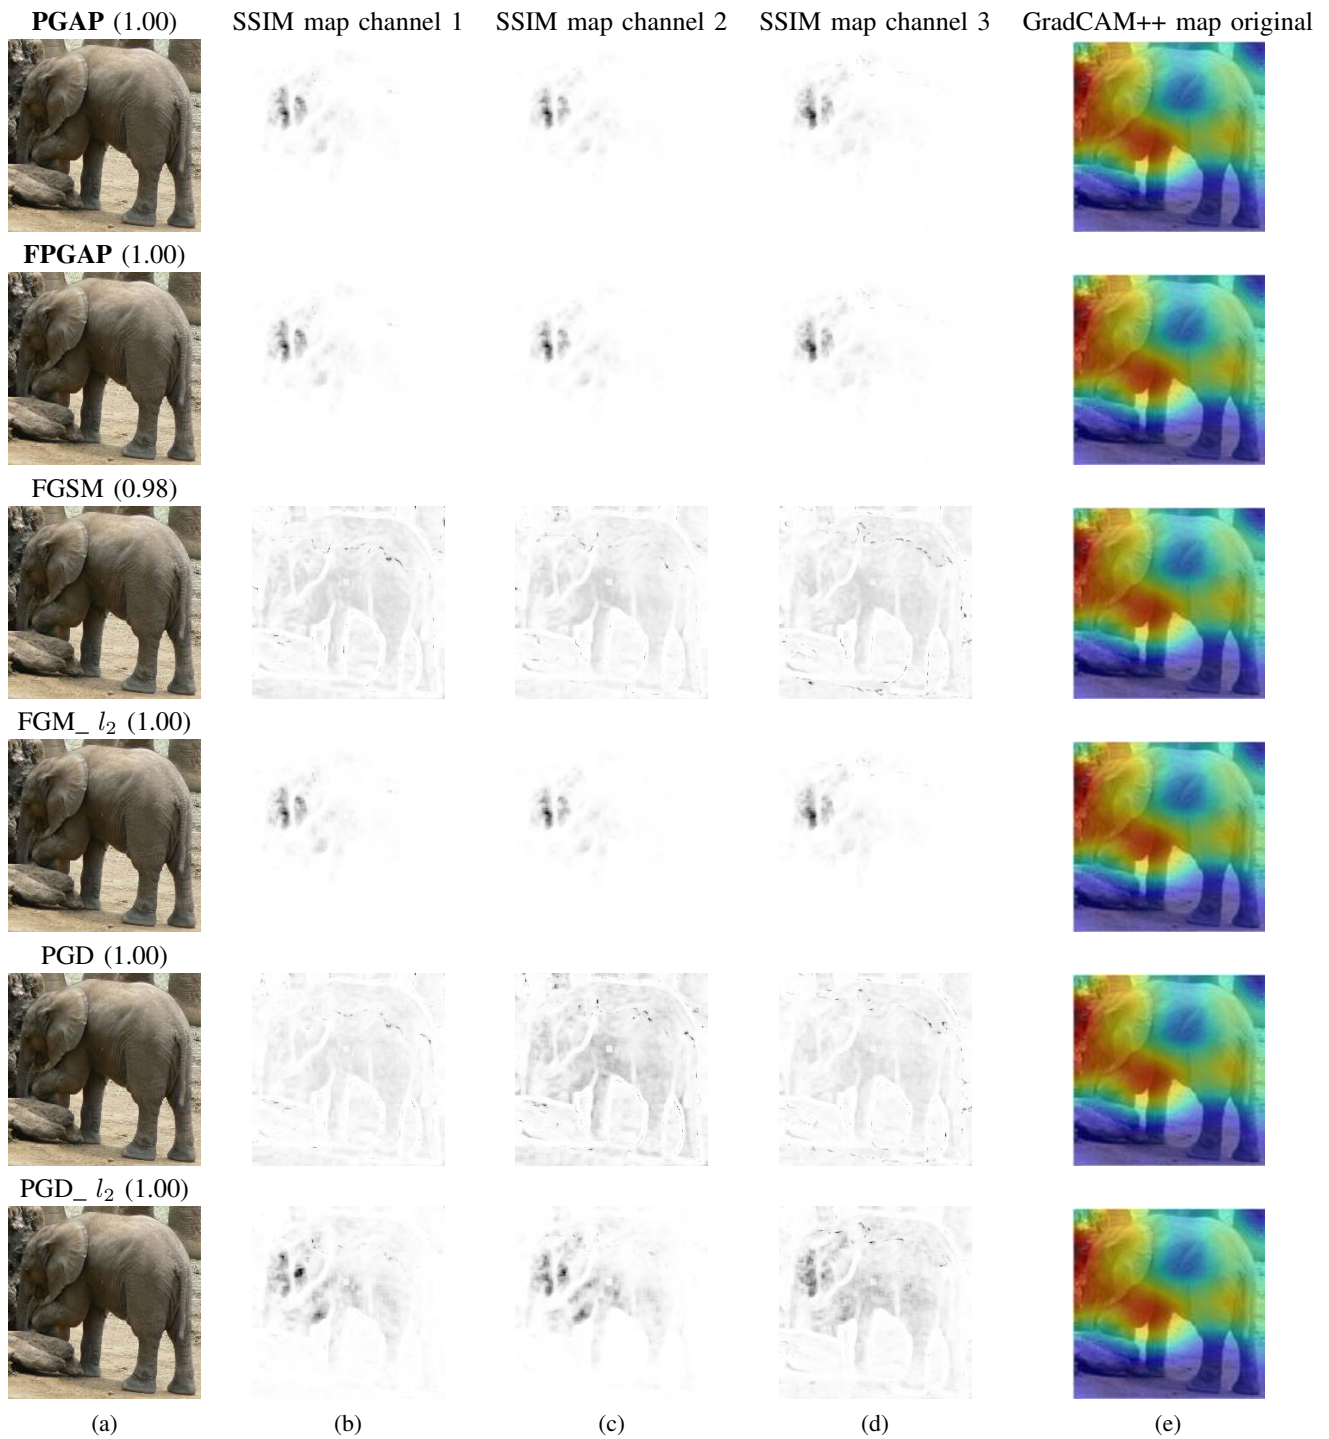 PGAP (1.00) SSIM map channel 1 SSIM map channel 2 SSIM map channel 3 GradCAM++ map original
FPGAP (1.00)
FGSM (0.98)
FGM_ l₂ (1.00)
PGD (1.00)
PGD_ l₂ (1.00)
(a) (b) (c) (d) (e)